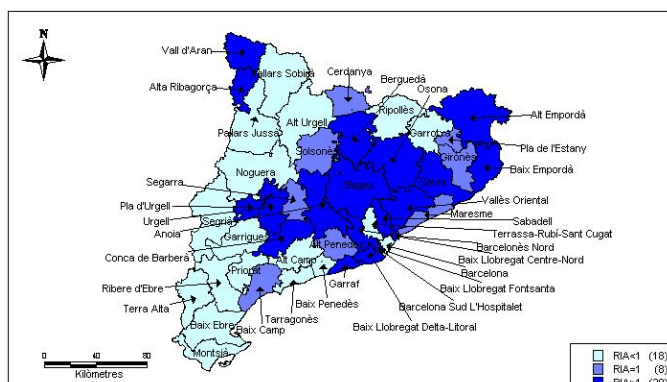 N
Vall d'Aran
Pallars Sobirà
Cerdanya
Berguedà
Osona
Alta Ribagorça
Ripollès
Alt Empordà
Alt Urgell
Garrotxa
Pallars Jussà
Pla de l'Estany
Solsonès
Gironès
Baix Empordà
Noguera
Segarra
Bages
Selva
Vallès Oriental
Pla d'Urgell
Maresme
Urgell
Segrià
Sabadell
Anoia
Garrigues
Terrassa-Rubí-Sant Cugat
Conca de Barberà
Alt Penedès
Barcelonès Nord
Alt Camp
Baix Llobregat Centre-Nord
Priorat
Barcelona
Ribere d'Ebre
Baix Llobregat Fontsanta
Garraf
Terra Alta
Baix Penedès
Barcelona Sud L'Hospitalet
Tarragonès
Baix Ebre
Baix Camp
Baix Llobregat Delta-Litoral
Montsià
0 40 80
Kilòmetres
RIA<1 (18)
RIA=1 (8)